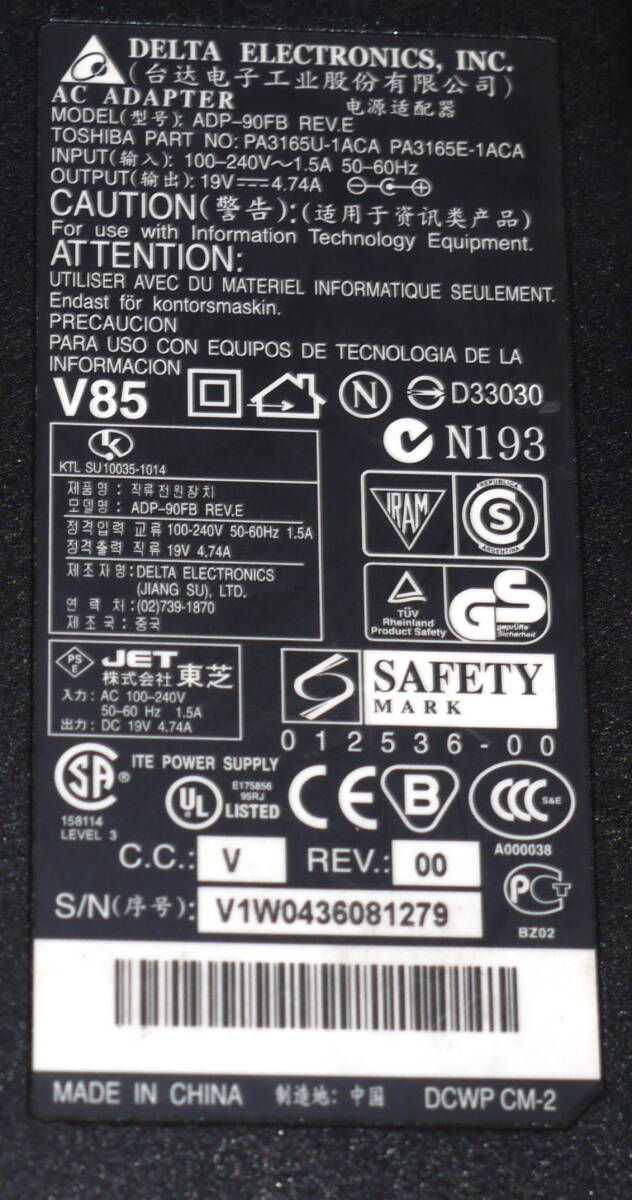 DELTA ELECTRONICS, INC.
(台达电子工业股份有限公司)
AC ADAPTER 电源适配器
MODEL(型号): ADP-90FB REV.E
TOSHIBA PART NO: PA3165U-1ACA PA3165E-1ACA
INPUT(输入): 100-240V～1.5A 50-60Hz
OUTPUT(输出): 19V⎓4.74A
CAUTION(警告):(适用于资讯类产品)
For use with Information Technology Equipment.
ATTENTION:
UTILISER AVEC DU MATERIEL INFORMATIQUE SEULEMENT.
Endast för kontorsmaskin.
PRECAUCION
PARA USO CON EQUIPOS DE TECNOLOGIA DE LA
INFORMACION
V85 N D33030
N193
KTL SU10035-1014
제품명 : 직류전원장치
모델명 : ADP-90FB REV.E
정격입력 교류 100-240V 50-60Hz 1.5A
정격출력 직류 19V 4.74A
제조자명:DELTA ELECTRONICS
(JIANG SU), LTD.
연락처:(02)739-1870
제조국:중국
IRAM
REPUBLICA
S
ARGENTINA
TÜV
Rheinland
Product Safety
GS
geprüfte
Sicherheit
PS
E
JET
株式会社 東芝
入力: AC 100-240V
50-60 Hz 1.5A
出力: DC 19V 4.74A
SAFETY
MARK
012536-00
ITE POWER SUPPLY
SA ®
158114
LEVEL 3
UL
E175856
95RJ
LISTED
CE
B
CCC S&E
A000038
C.C.: V REV.: 00
S/N(序号): V1W0436081279
PCT
BZ02
MADE IN CHINA 制造地: 中国 DCWP CM-2